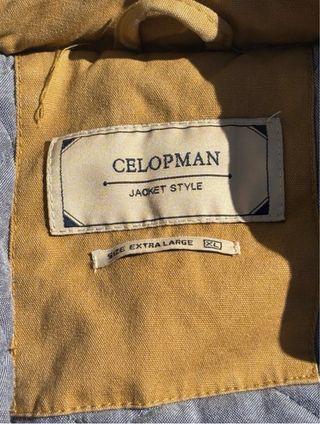 CELOPMAN
JACKET STYLE
SIZE EXTRA LARGE XL